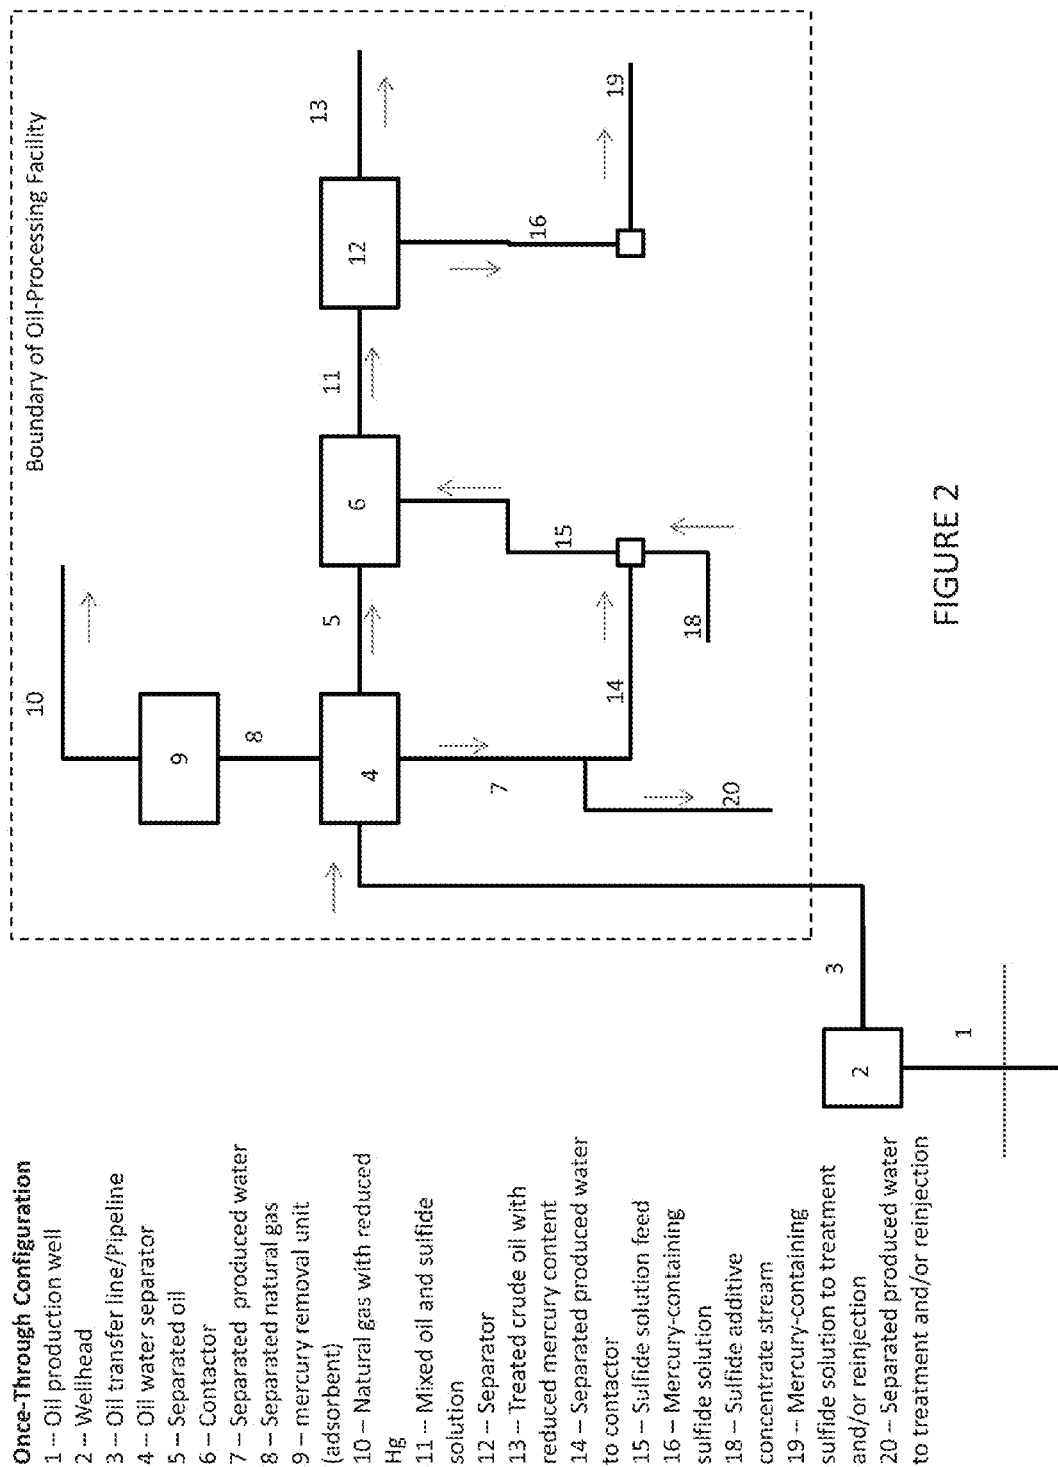 Once-Through Configuration
1 -- Oil production well
2 -- Wellhead
3 -- Oil transfer line/Pipeline
4 -- Oil water separator
5 -- Separated oil
6 -- Contactor
7 -- Separated produced water
8 -- Separated natural gas
9 -- mercury removal unit
(adsorbent)
10 -- Natural gas with reduced
Hg
11 -- Mixed oil and sulfide
solution
12 -- Separator
13 -- Treated crude oil with
reduced mercury content
14 -- Separated produced water
to contactor
15 -- Sulfide solution feed
16 -- Mercury-containing
sulfide solution
18 -- Sulfide additive
concentrate stream
19 -- Mercury-containing
sulfide solution to treatment
and/or reinjection
20 -- Separated produced water
to treatment and/or reinjection
Boundary of Oil-Processing Facility
10
9
8
13
12
11
6
5
4
7
14
15
16
19
18
20
3
2
1
FIGURE 2